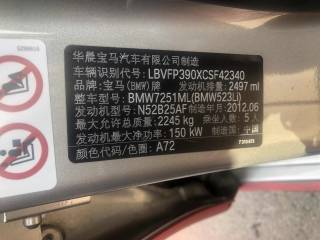 华晨宝马汽车有限公司制造
车辆识别代号: LBVFP390XCSF42340
品牌: 宝马(BMW) 发动机排量: 2497 ml
整车型号: BMW7251ML(BMW523Li)
发动机型号: N52B25AF 制造年月: 2012.06
最大允许总质量: 2245 kg 乘坐人数: 5 人
发动机最大净功率: 150 kW 制造国: 中国
颜色代码/色圈: A72